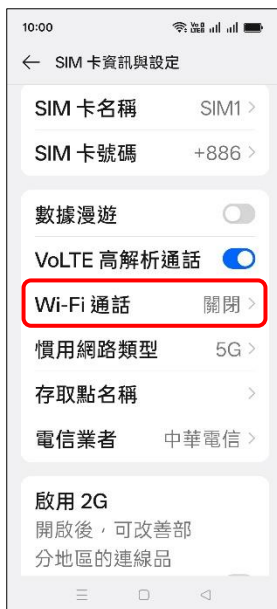 10:00
SIM 卡資訊與設定
SIM 卡名稱 SIM1
SIM 卡號碼 +886
數據漫遊
VoLTE 高解析通話
Wi-Fi 通話 關閉
慣用網路類型 5G
存取點名稱
電信業者 中華電信
啟用 2G
開啟後，可改善部
分地區的連線品